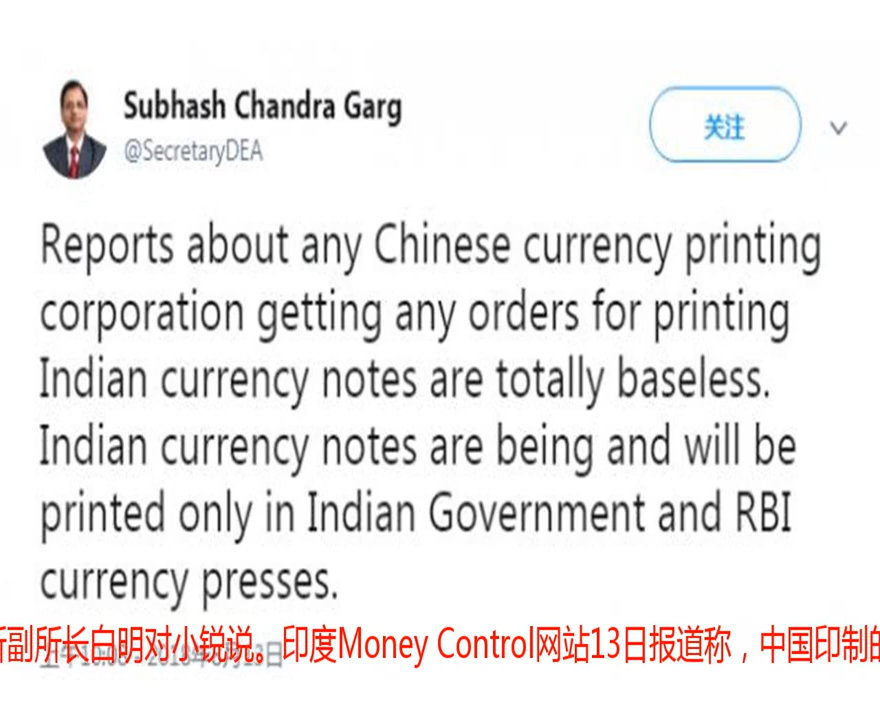 Subhash Chandra Garg
@SecretaryDEA
关注
Reports about any Chinese currency printing
corporation getting any orders for printing
Indian currency notes are totally baseless.
Indian currency notes are being and will be
printed only in Indian Government and RBI
currency presses.
副所长白明对小锐说。印度Money Control网站13日报道称，中国印制的